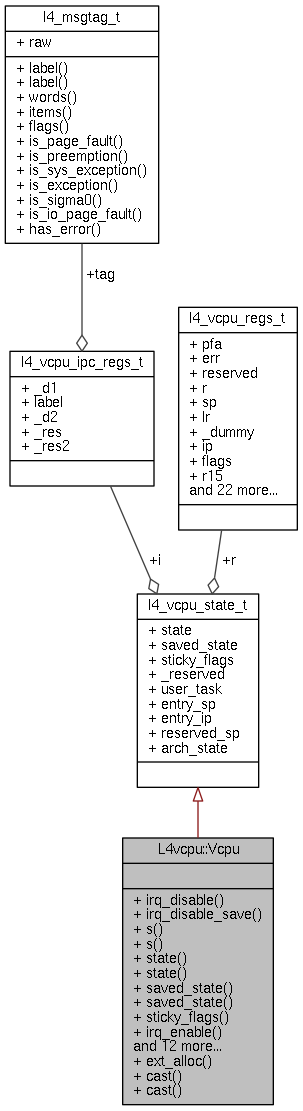 l4_msgtag_t
+ raw
+ label()
+ label()
+ words()
+ items()
+ flags()
+ is_page_fault()
+ is_preemption()
+ is_sys_exception()
+ is_exception()
+ is_sigma0()
+ is_io_page_fault()
+ has_error()
+tag
l4_vcpu_regs_t
+ pfa
+ err
+ reserved
+ r
+ sp
+ lr
+ _dummy
+ ip
+ flags
+ r15
and 22 more...
l4_vcpu_ipc_regs_t
+ _d1
+ label
+ _d2
+ _res
+ _res2
+i
+r
l4_vcpu_state_t
+ state
+ saved_state
+ sticky_flags
+ _reserved
+ user_task
+ entry_sp
+ entry_ip
+ reserved_sp
+ arch_state
L4vcpu::Vcpu
+ irq_disable()
+ irq_disable_save()
+ s()
+ s()
+ state()
+ state()
+ saved_state()
+ saved_state()
+ sticky_flags()
+ irq_enable()
and 12 more...
+ ext_alloc()
+ cast()
+ cast()